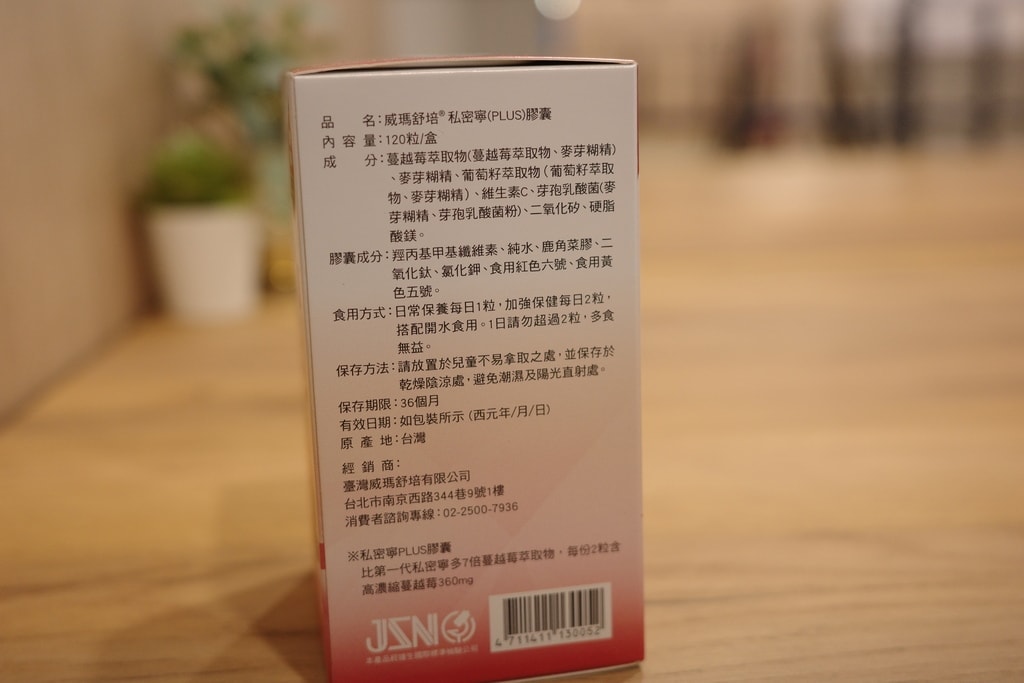 品　　名：威瑪舒培® 私密寧(PLUS)膠囊
內 容 量：120粒/盒
成　　分：蔓越莓萃取物(蔓越莓萃取物、麥芽糊精)
、麥芽糊精、葡萄籽萃取物(葡萄籽萃取
物、麥芽糊精)、維生素C、芽孢乳酸菌(麥
芽糊精、芽孢乳酸菌粉)、二氧化矽、硬脂
酸鎂。
膠囊成分：羥丙基甲基纖維素、純水、鹿角菜膠、二
氧化鈦、氯化鉀、食用紅色六號、食用黃
色五號。
食用方式：日常保養每日1粒，加強保健每日2粒，
搭配開水食用。1日請勿超過2粒，多食
無益。
保存方法：請放置於兒童不易拿取之處，並保存於
乾燥陰涼處，避免潮濕及陽光直射處。
保存期限：36個月
有效日期：如包裝所示 (西元年/月/日)
原 產 地：台灣
經 銷 商：
臺灣威瑪舒培有限公司
台北市南京西路344巷9號1樓
消費者諮詢專線：02-2500-7936
※私密寧PLUS膠囊
比第一代私密寧多7倍蔓越莓萃取物，每份2粒含
高濃縮蔓越莓360mg
JSN
4 711411 130052